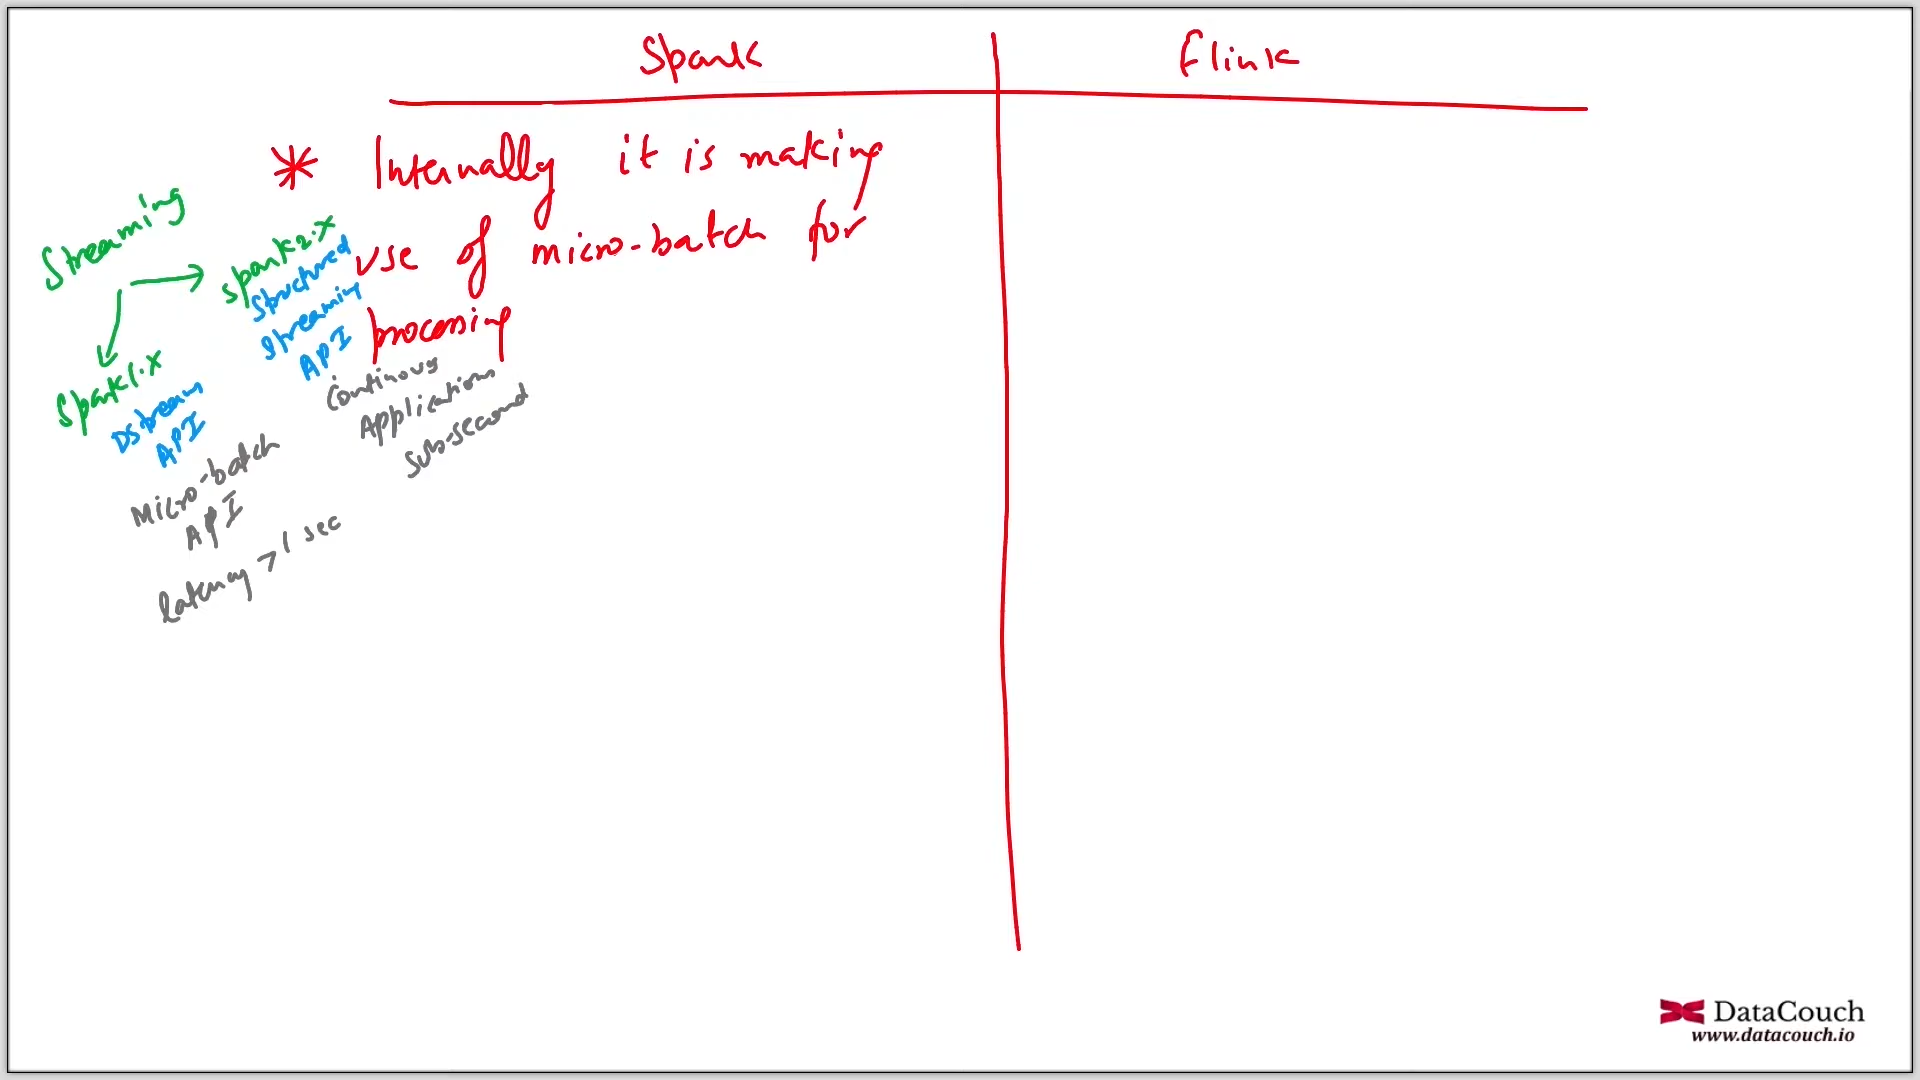 Spark
Flink
* Internally it is making
use of micro-batch for
processing
Streaming
Spark2.X
Structured
Streaming
API
Continous
Applications
Sub-second
Spark1.X
DStream
API
Micro-batch
API
Latency > 1 sec
DataCouch
www.datacouch.io